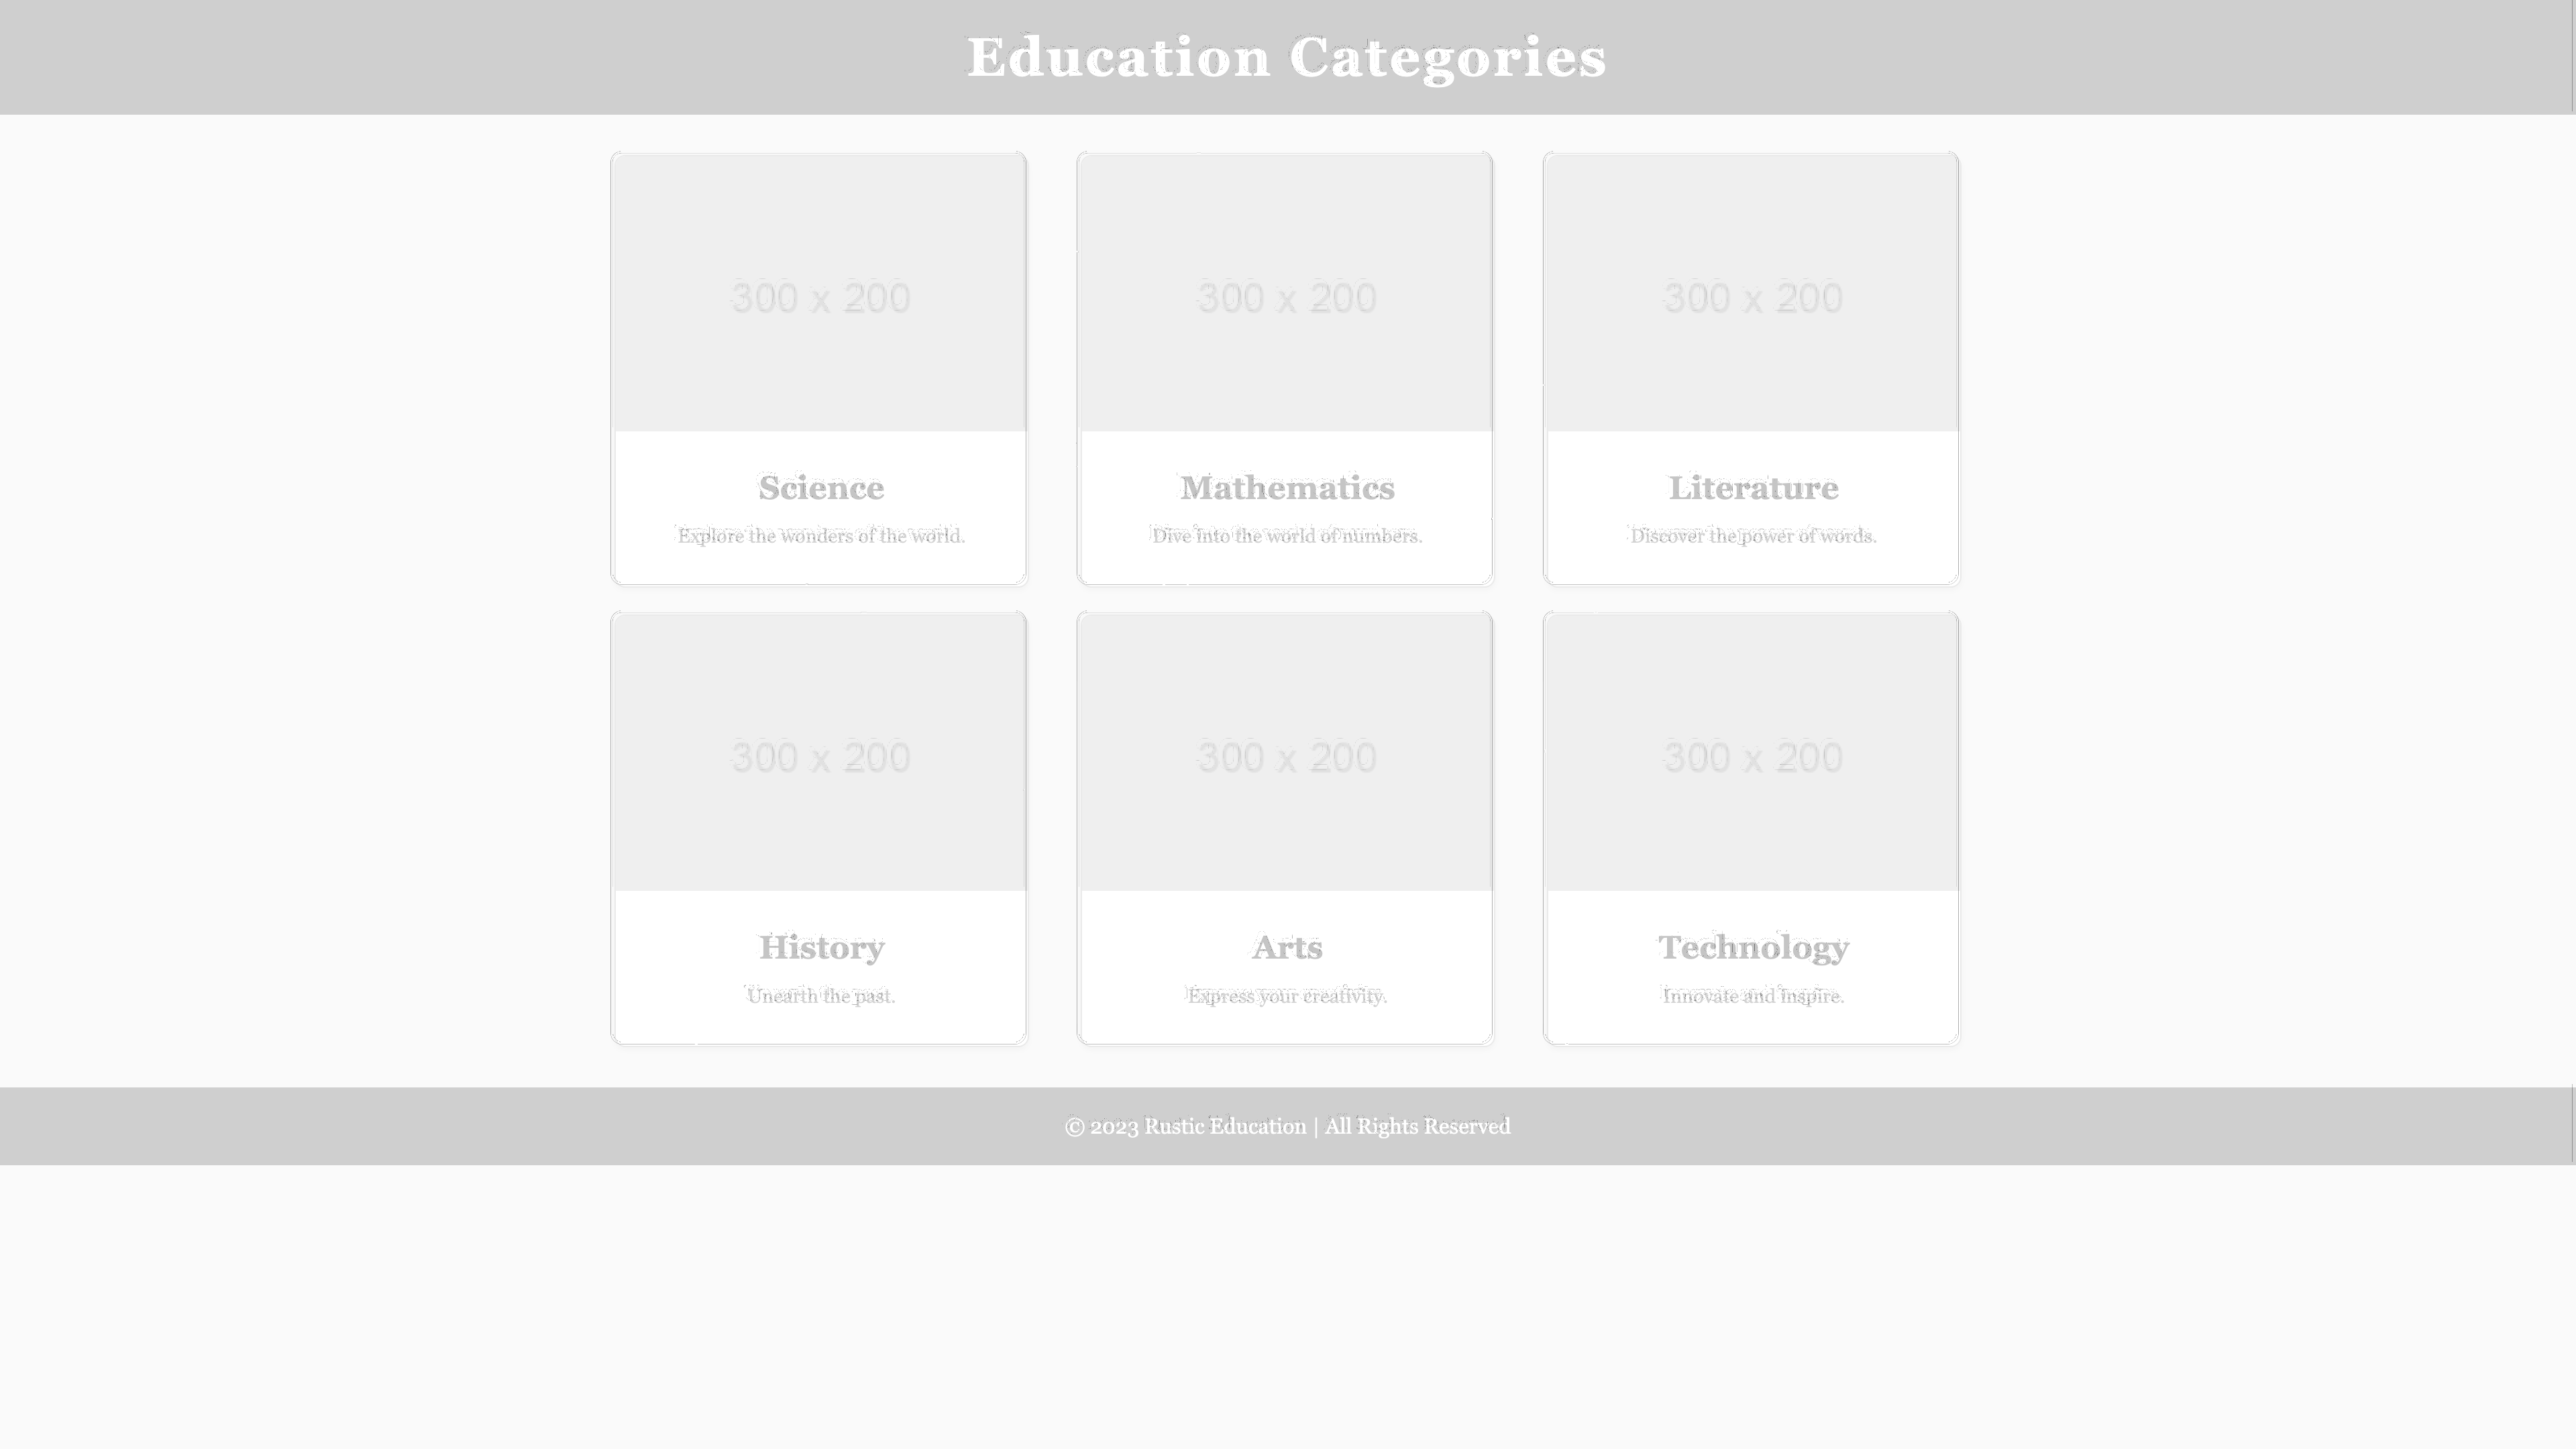 Education Categories
300 x 200
300 x 200
300 x 200
Science
Mathematics
Literature
Explore the wonders of the world.
Dive into the world of numbers.
Discover the power of words.
300 x 200
300 x 200
300 x 200
History
Arts
Technology
Unearth the past.
Express your creativity.
Innovate and inspire.
© 2023 Rustic Education | All Rights Reserved